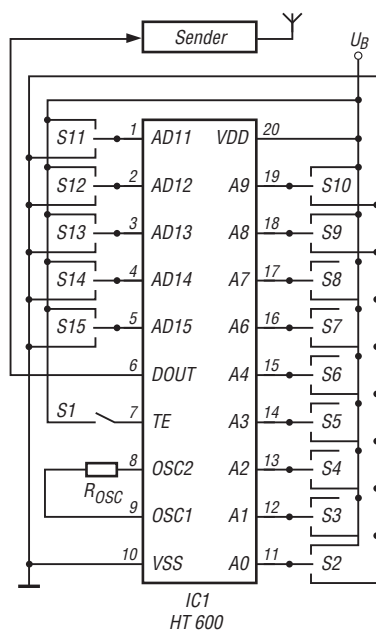 Sender
U_B
S11 1 AD11 VDD 20
S12 2 AD12 A9 19 S10
S13 3 AD13 A8 18 S9
S14 4 AD14 A7 17 S8
S15 5 AD15 A6 16 S7
6 DOUT A4 15 S6
S1 7 TE A3 14 S5
R_OSC 8 OSC2 A2 13 S4
9 OSC1 A1 12 S3
10 VSS A0 11 S2
IC1
HT 600